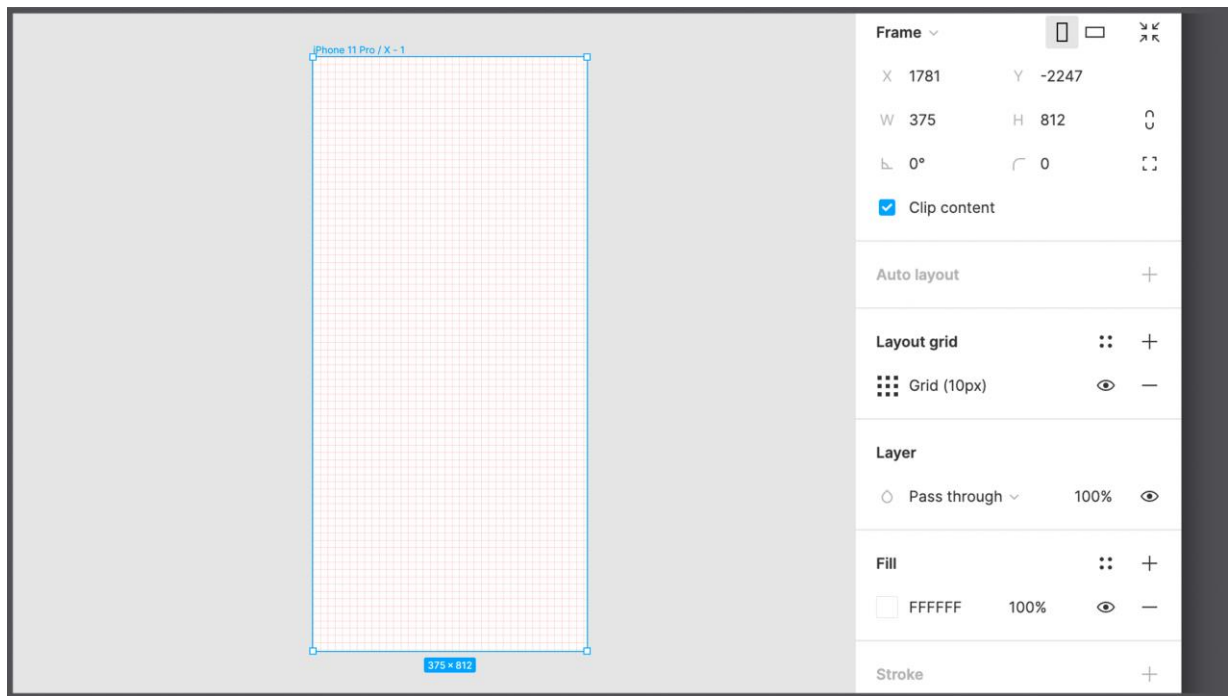 iPhone 11 Pro / X - 1
375 × 812
Frame
X 1781 Y -2247
W 375 H 812
0° 0
Clip content
Auto layout
Layout grid
Grid (10px)
Layer
Pass through 100%
Fill
FFFFFF 100%
Stroke